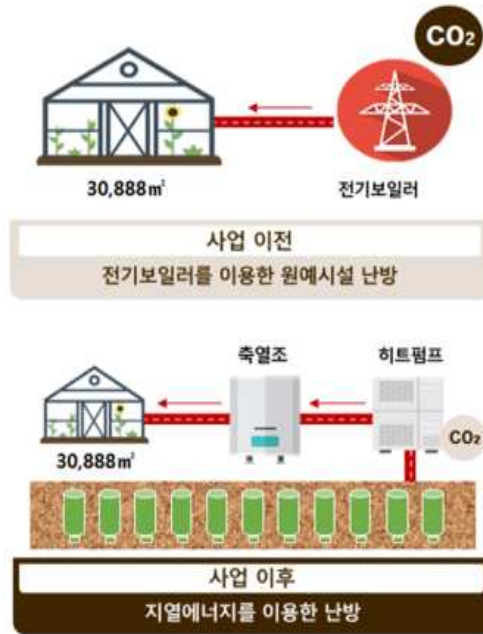 CO₂
30,888㎡
전기보일러
사업 이전
전기보일러를 이용한 원예시설 난방
축열조
히트펌프
CO₂
30,888㎡
사업 이후
지열에너지를 이용한 난방